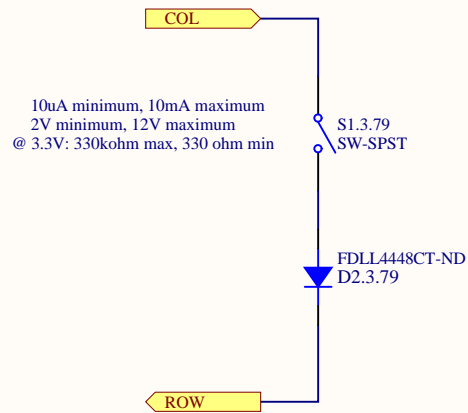 COL
10uA minimum, 10mA maximum
2V minimum, 12V maximum
@ 3.3V: 330kohm max, 330 ohm min
S1.3.79
SW-SPST
FDLL4448CT-ND
D2.3.79
ROW